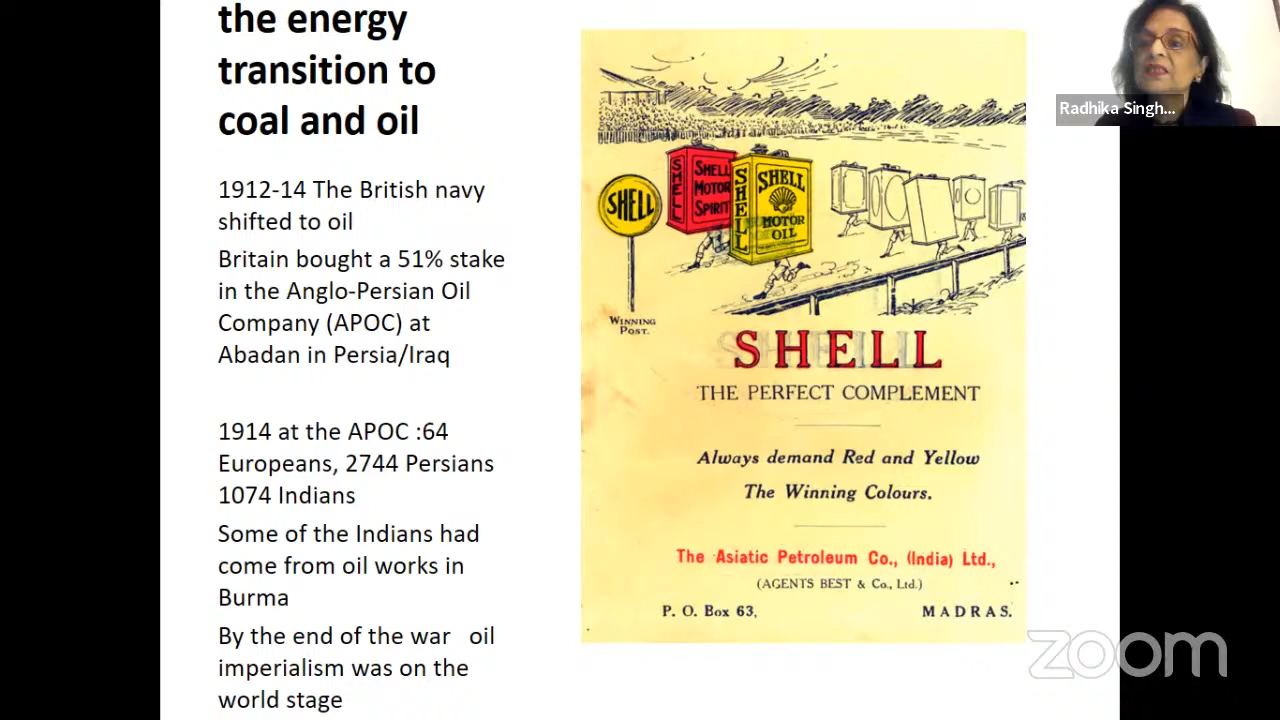 the energy
transition to
coal and oil
1912-14 The British navy
shifted to oil
Britain bought a 51% stake
in the Anglo-Persian Oil
Company (APOC) at
Abadan in Persia/Iraq
1914 at the APOC :64
Europeans, 2744 Persians
1074 Indians
Some of the Indians had
come from oil works in
Burma
By the end of the war oil
imperialism was on the
world stage
SHELL
SHELL
MOTOR
SPIRIT
SHELL
SHELL
SHELL
MOTOR
OIL
WINNING
POST.
SHELL
THE PERFECT COMPLEMENT
Always demand Red and Yellow
The Winning Colours.
The Asiatic Petroleum Co., (India) Ltd.,
(AGENTS BEST & Co., Ltd.)
P. O. Box 63, MADRAS.
Radhika Singh...
zoom